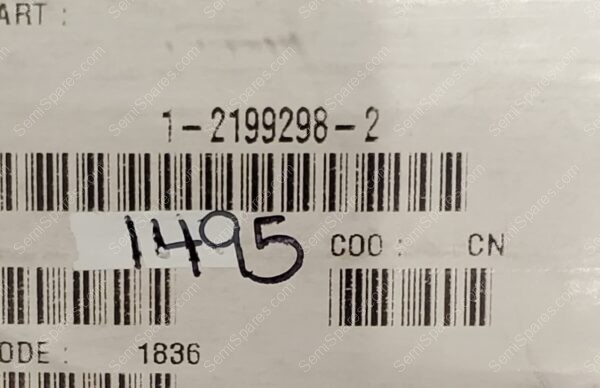 ART :
1-2199298-2
1495
COO : CN
ODE : 1836